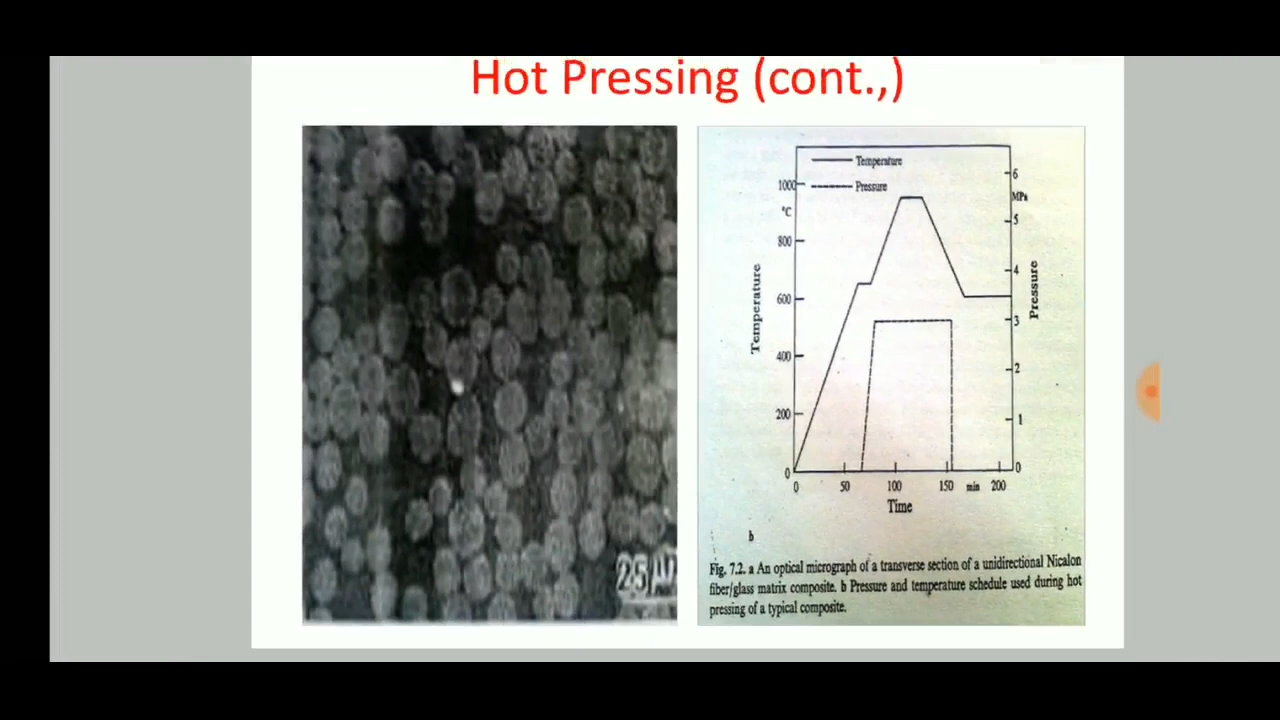 Hot Pressing (cont.,)
25 μ
Temperature
Pressure
1000
°C
800
600
400
200
0
Temperature
6
MPa
5
4
3
2
1
0
Pressure
0 50 100 150 min 200
Time
b
Fig. 7.2. a An optical micrograph of a transverse section of a unidirectional Nicalon
fiber/glass matrix composite. b Pressure and temperature schedule used during hot
pressing of a typical composite.